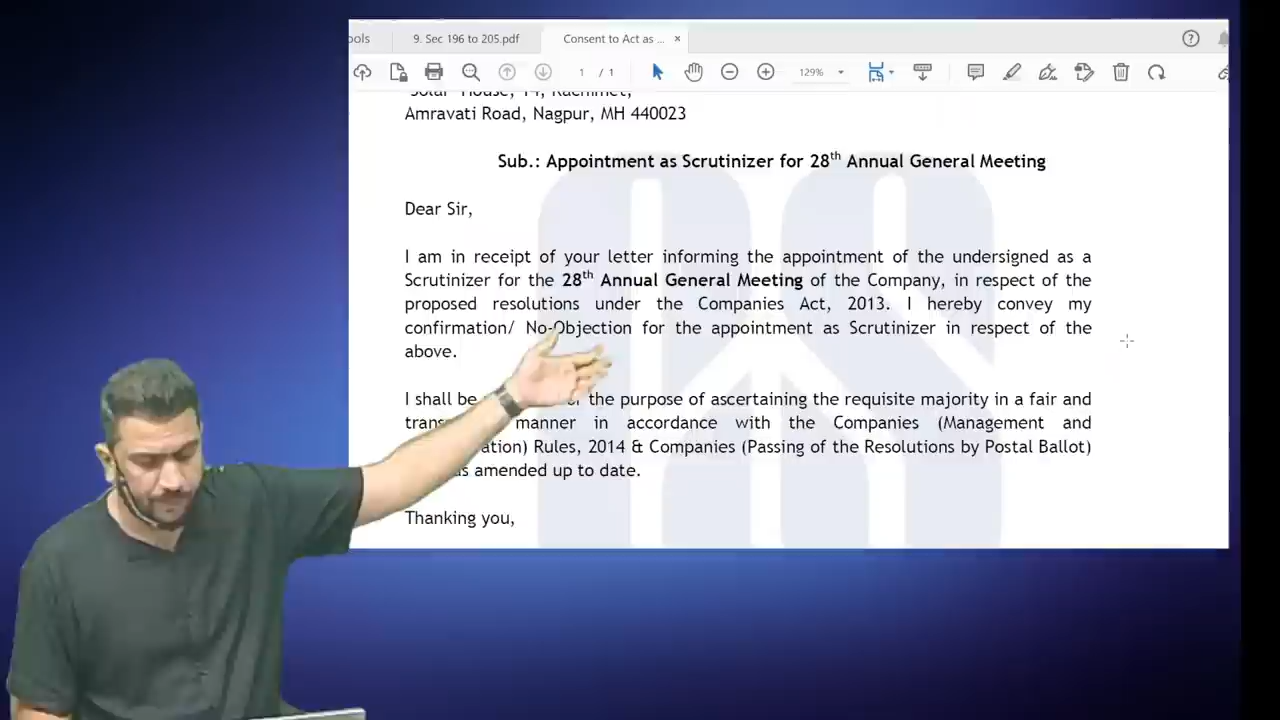 ools
9. Sec 196 to 205.pdf
Consent to Act as ...
1 / 1
129%
Amravati Road, Nagpur, MH 440023
Sub.: Appointment as Scrutinizer for 28th Annual General Meeting
Dear Sir,
I am in receipt of your letter informing the appointment of the undersigned as a
Scrutinizer for the 28th Annual General Meeting of the Company, in respect of the
proposed resolutions under the Companies Act, 2013. I hereby convey my
confirmation/ No-Objection for the appointment as Scrutinizer in respect of the
above.
I shall be the purpose of ascertaining the requisite majority in a fair and
manner in accordance with the Companies (Management and
ation) Rules, 2014 & Companies (Passing of the Resolutions by Postal Ballot)
amended up to date.
Thanking you,